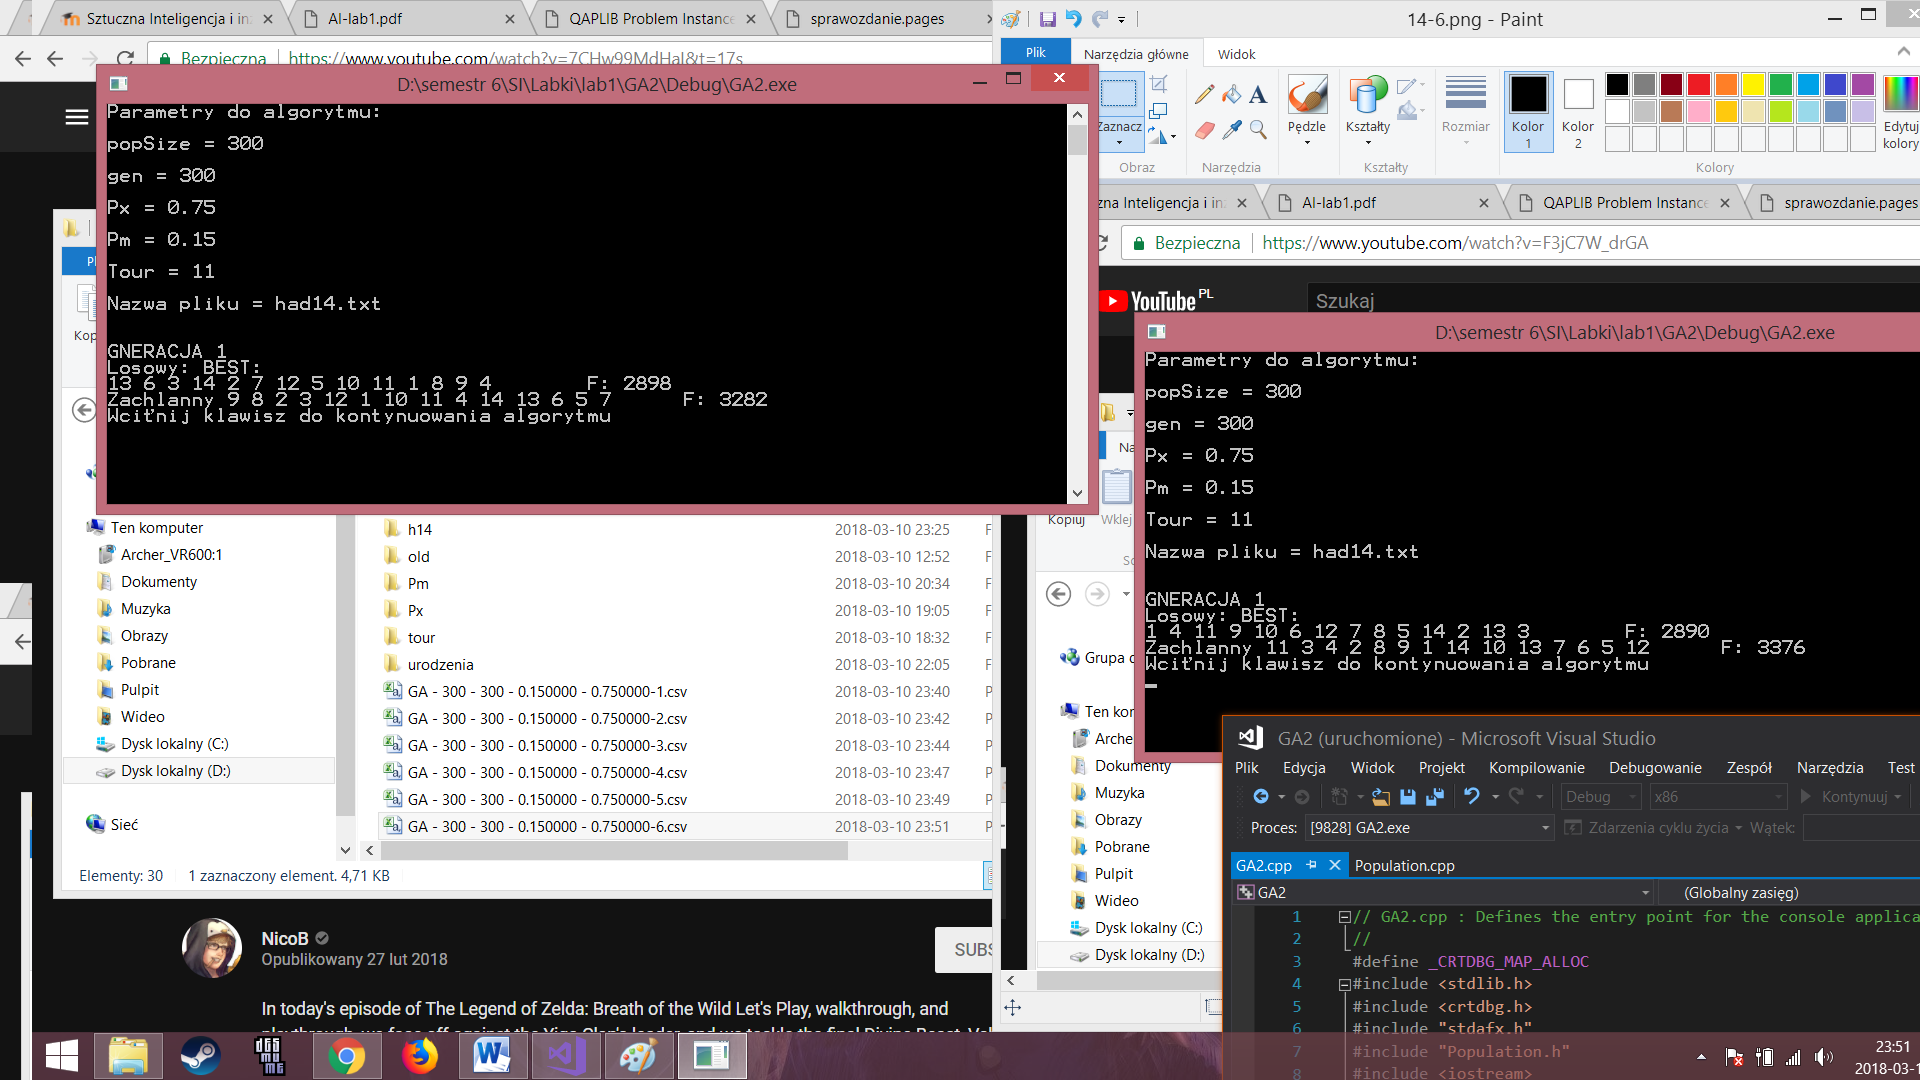 Sztuczna Inteligencja i in
AI-lab1.pdf
QAPLIB Problem Instance
sprawozdanie.pages
Bezpieczna
https://www.youtube.com/watch?v=7CHw99MdHaI&t=17s
D:\semestr 6\SI\Labki\lab1\GA2\Debug\GA2.exe
Parametry do algorytmu:
popSize = 300
gen = 300
Px = 0.75
Pm = 0.15
Tour = 11
Nazwa pliku = had14.txt
GNERACJA 1
Losowy: BEST:
13 6 3 14 2 7 12 5 10 11 1 8 9 4 F: 2898
Zachlanny 9 8 2 3 12 1 10 11 4 14 13 6 5 7 F: 3282
Wciťnij klawisz do kontynuowania algorytmu
Ten komputer
Archer_VR600:1
Dokumenty
Muzyka
Obrazy
Pobrane
Pulpit
Wideo
Dysk lokalny (C:)
Dysk lokalny (D:)
Sieć
h14 2018-03-10 23:25
old 2018-03-10 12:52
Pm 2018-03-10 20:34
Px 2018-03-10 19:05
tour 2018-03-10 18:32
urodzenia 2018-03-10 22:05
GA - 300 - 300 - 0.150000 - 0.750000-1.csv 2018-03-10 23:40
GA - 300 - 300 - 0.150000 - 0.750000-2.csv 2018-03-10 23:42
GA - 300 - 300 - 0.150000 - 0.750000-3.csv 2018-03-10 23:44
GA - 300 - 300 - 0.150000 - 0.750000-4.csv 2018-03-10 23:47
GA - 300 - 300 - 0.150000 - 0.750000-5.csv 2018-03-10 23:49
GA - 300 - 300 - 0.150000 - 0.750000-6.csv 2018-03-10 23:51
Elementy: 30 1 zaznaczony element. 4,71 KB
NicoB
Opublikowany 27 lut 2018
SUBS
In today's episode of The Legend of Zelda: Breath of the Wild Let's Play, walkthrough, and
14-6.png - Paint
Plik Narzędzia główne Widok
Zaznacz
Pędzle
Kształty
Rozmiar
Kolor 1
Kolor 2
Edytuj kolory
Obraz Narzędzia Kształty Kolory
zna Inteligencja i in
AI-lab1.pdf
QAPLIB Problem Instance
sprawozdanie.pages
Bezpieczna
https://www.youtube.com/watch?v=F3jC7W_drGA
YouTube PL
Szukaj
D:\semestr 6\SI\Labki\lab1\GA2\Debug\GA2.exe
Parametry do algorytmu:
popSize = 300
gen = 300
Px = 0.75
Pm = 0.15
Tour = 11
Nazwa pliku = had14.txt
GNERACJA 1
Losowy: BEST:
1 4 11 9 10 6 12 7 8 5 14 2 13 3 F: 2890
Zachlanny 11 3 4 2 8 9 1 14 10 13 7 6 5 12 F: 3376
Wciťnij klawisz do kontynuowania algorytmu
Kopiuj
Wklej
Grupa
Ten kom
Arche
Dokumenty
Muzyka
Obrazy
Pobrane
Pulpit
Wideo
Dysk lokalny (C:)
Dysk lokalny (D:)
GA2 (uruchomione) - Microsoft Visual Studio
Plik Edycja Widok Projekt Kompilowanie Debugowanie Zespół Narzędzia Test
Debug x86 Kontynuuj
Proces: [9828] GA2.exe Zdarzenia cyklu życia Wątek:
GA2.cpp Population.cpp
GA2 (Globalny zasięg)
1 // GA2.cpp : Defines the entry point for the console applica
2 //
3 #define _CRTDBG_MAP_ALLOC
4 #include <stdlib.h>
5 #include <crtdbg.h>
6 #include "stdafx.h"
7 #include "Population.h"
8 #include <iostream>
23:51
2018-03-1